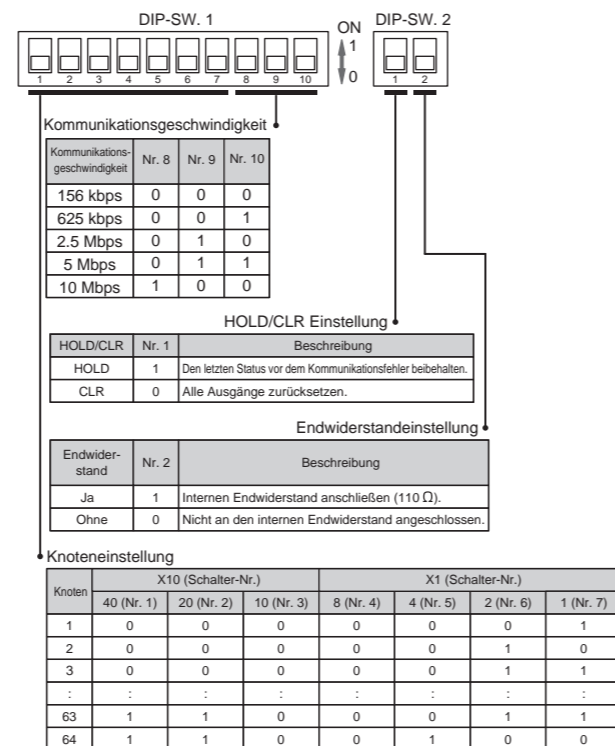 DIP-SW. 1
ON
DIP-SW. 2
1
0
1 2 3 4 5 6 7 8 9 10
1 2
Kommunikationsgeschwindigkeit
Kommunikations-
geschwindigkeit Nr. 8 Nr. 9 Nr. 10
156 kbps 0 0 0
625 kbps 0 0 1
2.5 Mbps 0 1 0
5 Mbps 0 1 1
10 Mbps 1 0 0
HOLD/CLR Einstellung
HOLD/CLR Nr. 1 Beschreibung
HOLD 1 Den letzten Status vor dem Kommunikationsfehler beibehalten.
CLR 0 Alle Ausgänge zurücksetzen.
Endwiderstandeinstellung
Endwider-
stand Nr. 2 Beschreibung
Ja 1 Internen Endwiderstand anschließen (110 Ω).
Ohne 0 Nicht an den internen Endwiderstand angeschlossen.
Knoteneinstellung
Knoten X10 (Schalter-Nr.) X1 (Schalter-Nr.)
40 (Nr. 1) 20 (Nr. 2) 10 (Nr. 3) 8 (Nr. 4) 4 (Nr. 5) 2 (Nr. 6) 1 (Nr. 7)
1 0 0 0 0 0 0 1
2 0 0 0 0 0 1 0
3 0 0 0 0 0 1 1
: : : : : : : :
63 1 1 0 0 0 1 1
64 1 1 0 0 1 0 0